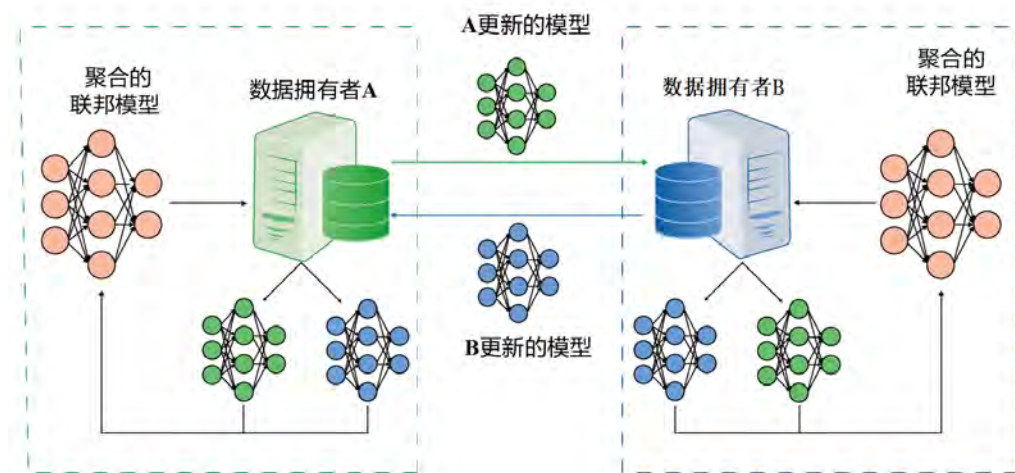 A更新的模型
聚合的
联邦模型
数据拥有者A
数据拥有者B
聚合的
联邦模型
B更新的模型